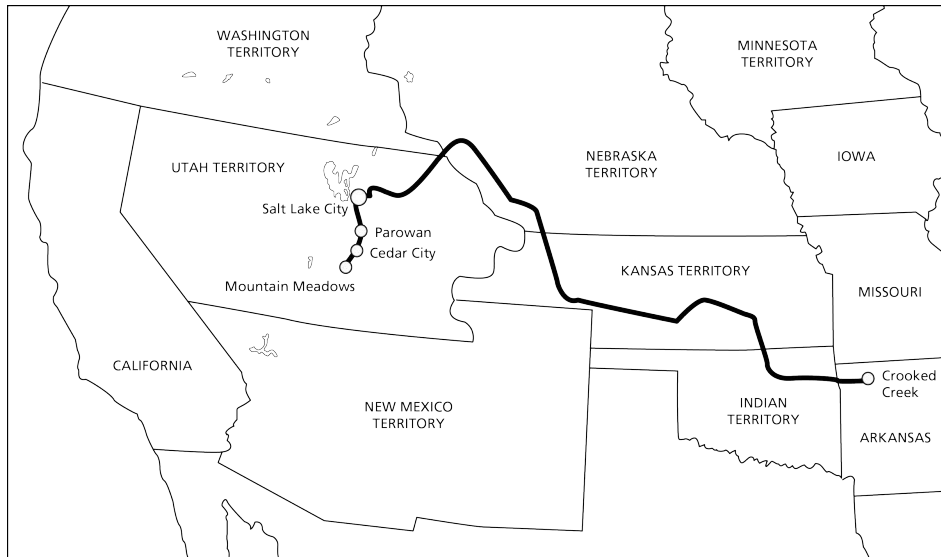 WASHINGTON
TERRITORY
MINNESOTA
TERRITORY
UTAH TERRITORY
NEBRASKA
TERRITORY
IOWA
Salt Lake City
Parowan
Cedar City
Mountain Meadows
KANSAS TERRITORY
MISSOURI
CALIFORNIA
Crooked
Creek
NEW MEXICO
TERRITORY
INDIAN
TERRITORY
ARKANSAS